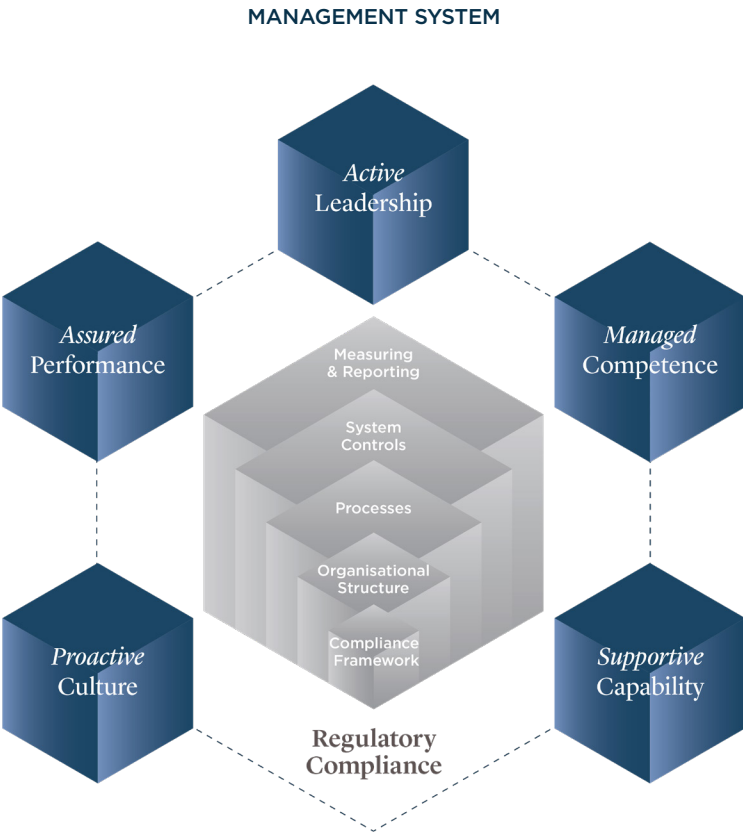 MANAGEMENT SYSTEM
Active
Leadership
Assured
Performance
Managed
Competence
Measuring
& Reporting
System
Controls
Processes
Organisational
Structure
Compliance
Framework
Proactive
Culture
Supportive
Capability
Regulatory
Compliance